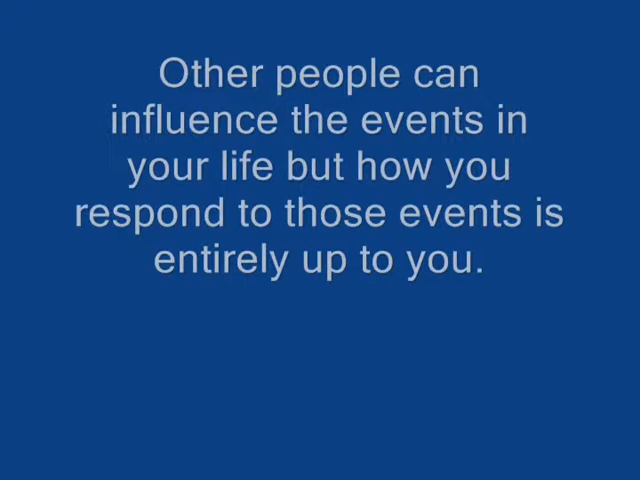 Other people can
influence the events in
your life but how you
respond to those events is
entirely up to you.